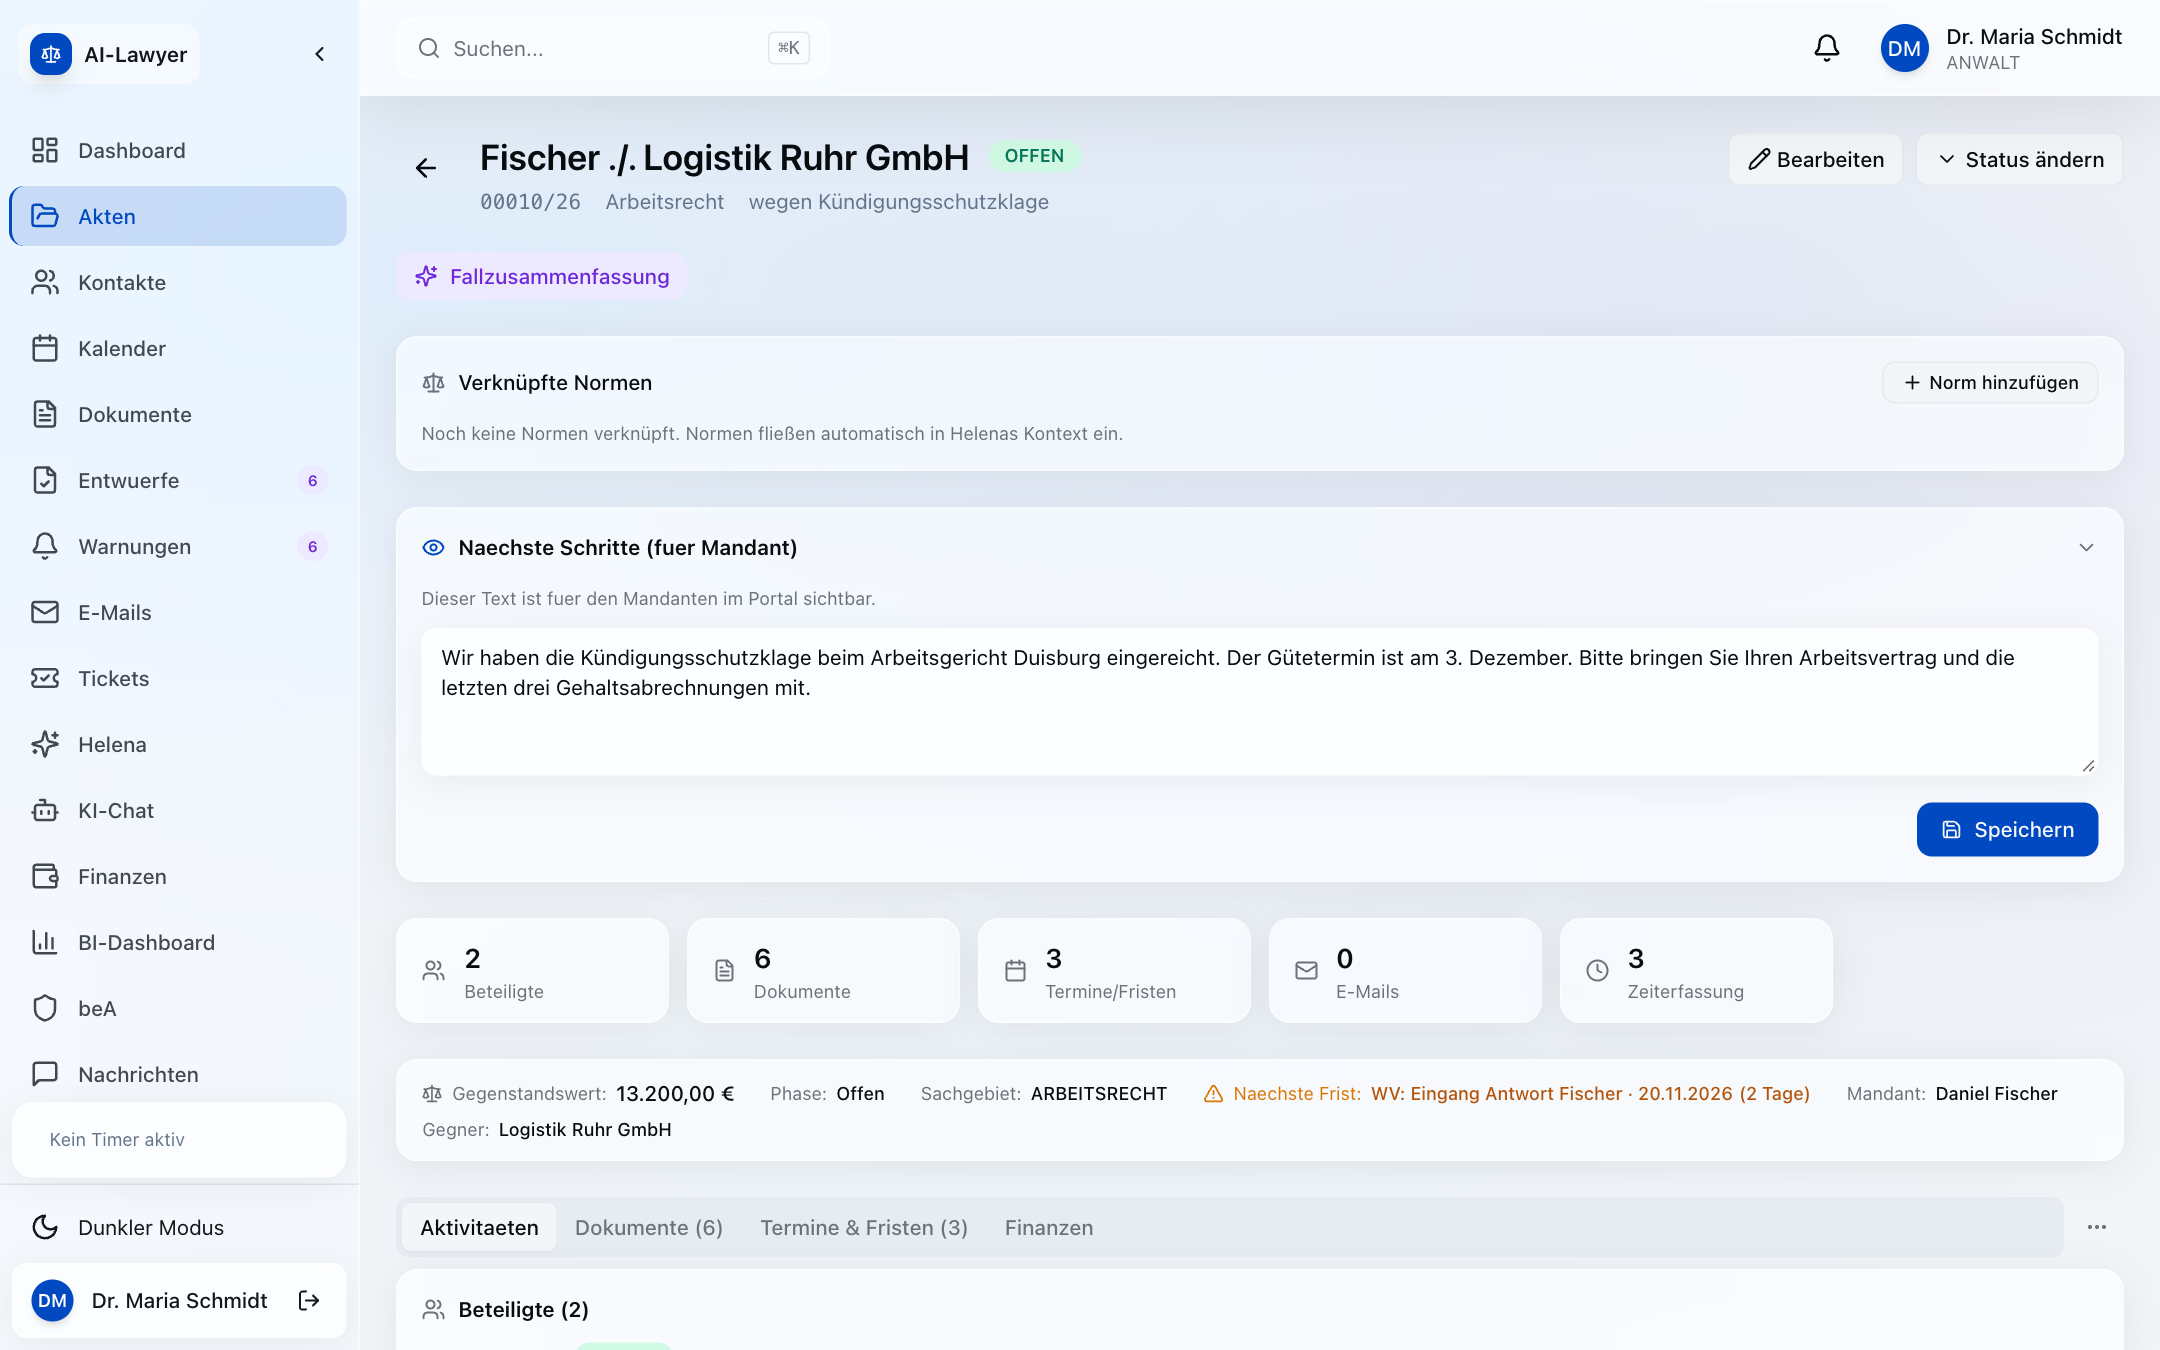 AI-Lawyer
Suchen...
⌘K
DM
Dr. Maria Schmidt
ANWALT
Dashboard
Akten
Kontakte
Kalender
Dokumente
Entwuerfe 6
Warnungen 6
E-Mails
Tickets
Helena
KI-Chat
Finanzen
BI-Dashboard
beA
Nachrichten
Kein Timer aktiv
Dunkler Modus
DM Dr. Maria Schmidt
Fischer ./. Logistik Ruhr GmbH OFFEN
Bearbeiten
Status ändern
00010/26 Arbeitsrecht wegen Kündigungsschutzklage
Fallzusammenfassung
Verknüpfte Normen
Norm hinzufügen
Noch keine Normen verknüpft. Normen fließen automatisch in Helenas Kontext ein.
Naechste Schritte (fuer Mandant)
Dieser Text ist fuer den Mandanten im Portal sichtbar.
Wir haben die Kündigungsschutzklage beim Arbeitsgericht Duisburg eingereicht. Der Gütetermin ist am 3. Dezember. Bitte bringen Sie Ihren Arbeitsvertrag und die
letzten drei Gehaltsabrechnungen mit.
Speichern
2
Beteiligte
6
Dokumente
3
Termine/Fristen
0
E-Mails
3
Zeiterfassung
Gegenstandswert: 13.200,00 € Phase: Offen Sachgebiet: ARBEITSRECHT Naechste Frist: WV: Eingang Antwort Fischer · 20.11.2026 (2 Tage) Mandant: Daniel Fischer
Gegner: Logistik Ruhr GmbH
Aktivitaeten Dokumente (6) Termine & Fristen (3) Finanzen
Beteiligte (2)